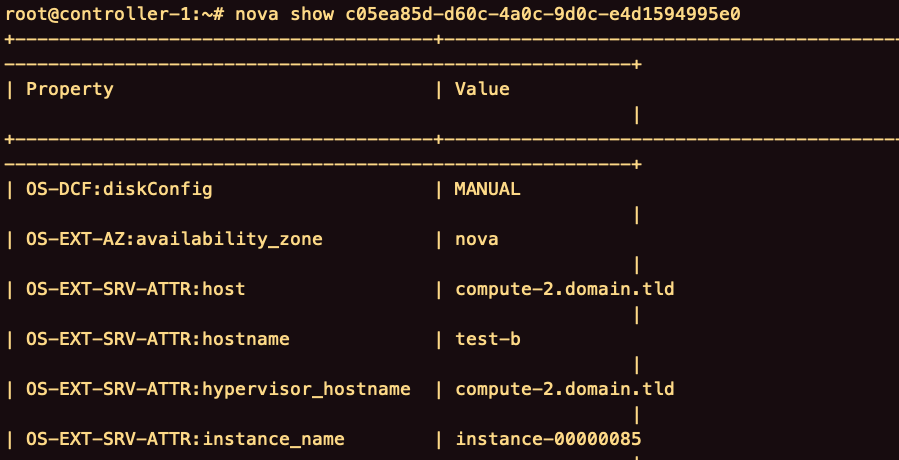 root@controller-1:~# nova show c05ea85d-d60c-4a0c-9d0c-e4d1594995e0
+--------------------------------------+-----------------------------------------
---------------------------------------------------------+
| Property                             | Value
                                                         |
+--------------------------------------+-----------------------------------------
---------------------------------------------------------+
| OS-DCF:diskConfig                    | MANUAL
                                                         |
| OS-EXT-AZ:availability_zone          | nova
                                                         |
| OS-EXT-SRV-ATTR:host                 | compute-2.domain.tld
                                                         |
| OS-EXT-SRV-ATTR:hostname             | test-b
                                                         |
| OS-EXT-SRV-ATTR:hypervisor_hostname  | compute-2.domain.tld
                                                         |
| OS-EXT-SRV-ATTR:instance_name        | instance-00000085
                                                         |